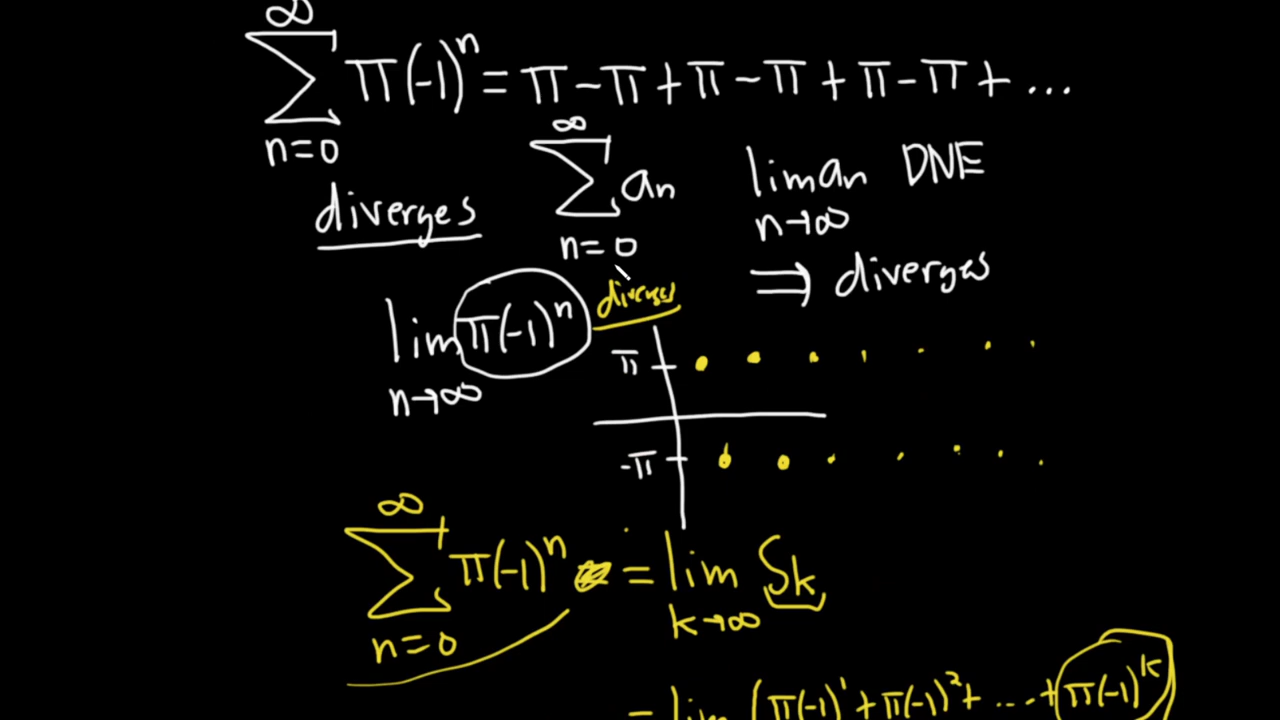 ∞
∑ π(-1)ⁿ = π - π + π - π + π - π + ...
n=0
diverges
∞
∑ aₙ
n=0
lim aₙ DNE
n→∞
⟹ diverges
lim π(-1)ⁿ
n→∞
diverges
π
-π
∞
∑ π(-1)ⁿ = lim Sₖ
n=0
k→∞
= lim (π(-1)¹ + π(-1)² + ... + π(-1)ᵏ